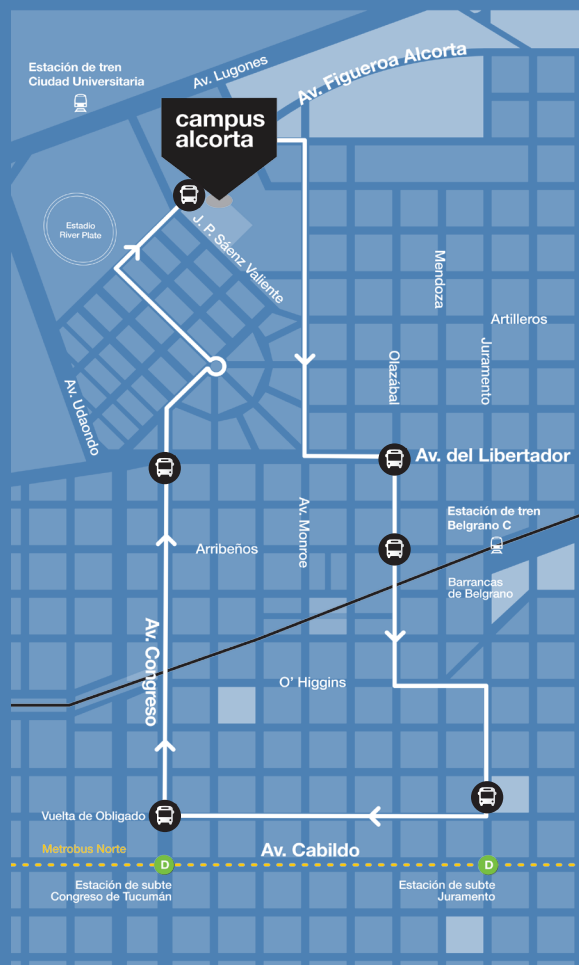 Estación de tren
Ciudad Universitaria
Av. Lugones
Av. Figueroa Alcorta
campus
alcorta
Estadio
River Plate
J. P. Sáenz Valiente
Mendoza
Artilleros
Juramento
Olazábal
Av. Udaondo
Av. del Libertador
Av. Monroe
Estación de tren
Belgrano C
Arribeños
Barrancas
de Belgrano
Av. Congreso
O' Higgins
Vuelta de Obligado
Metrobus Norte
Av. Cabildo
D
D
Estación de subte
Congreso de Tucumán
Estación de subte
Juramento